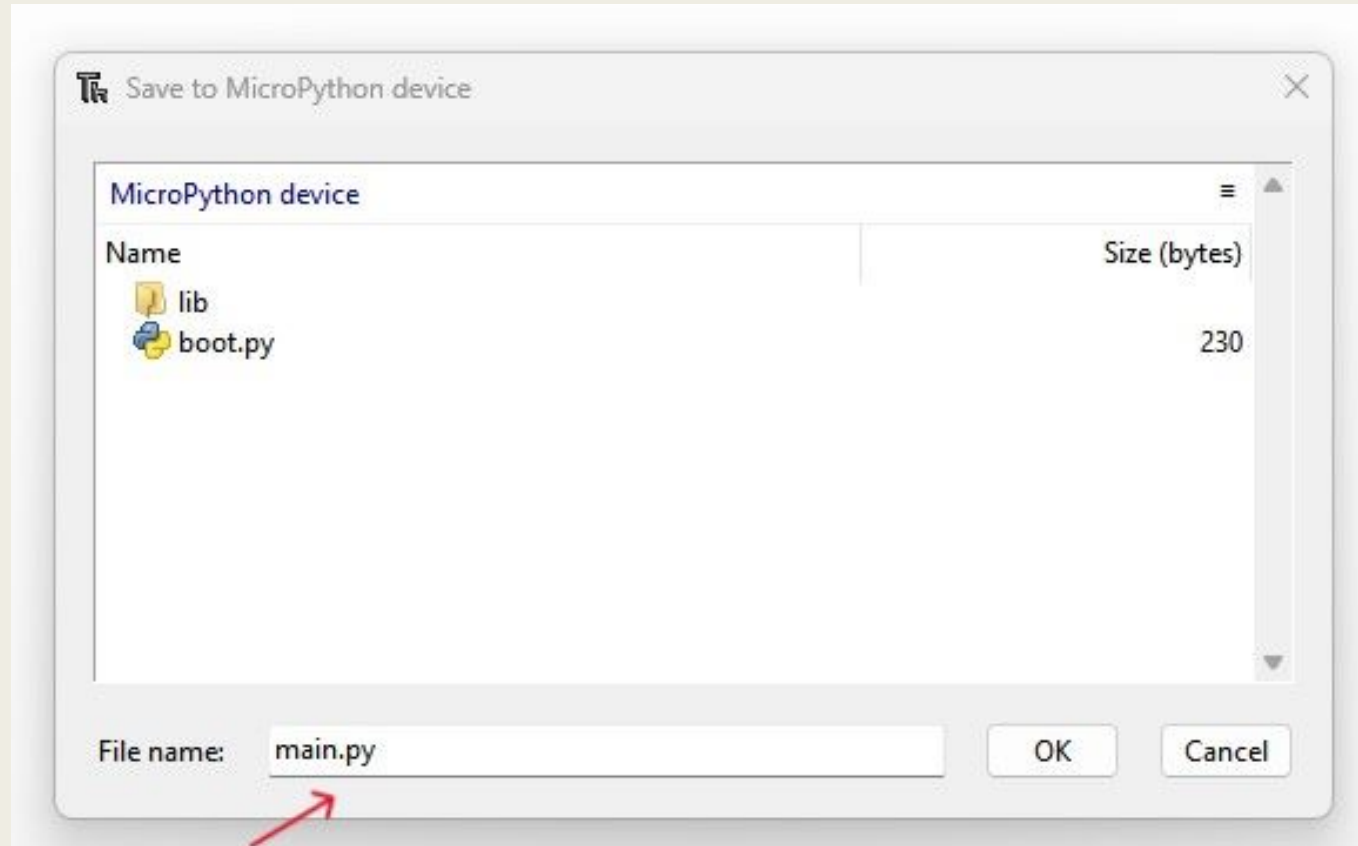 Save to MicroPython device
MicroPython device
Name Size (bytes)
lib
boot.py 230
File name: main.py OK Cancel